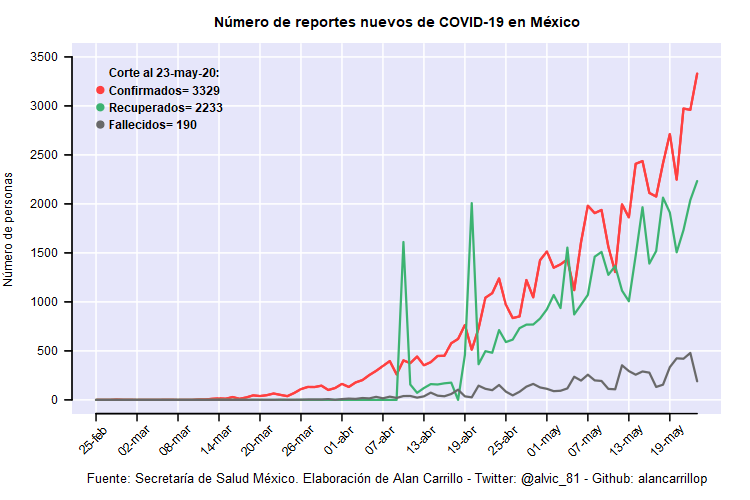 Número de reportes nuevos de COVID-19 en México
Número de personas
3500
3000
2500
2000
1500
1000
500
0
Corte al 23-may-20:
Confirmados= 3329
Recuperados= 2233
Fallecidos= 190
25-feb
02-mar
08-mar
14-mar
20-mar
26-mar
01-abr
07-abr
13-abr
19-abr
25-abr
01-may
07-may
13-may
19-may
Fuente: Secretaría de Salud México. Elaboración de Alan Carrillo - Twitter: @alvic_81 - Github: alancarrillop